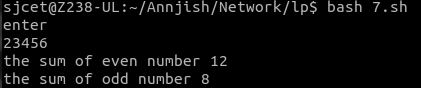 sjcet@Z238-UL:~/Annjish/Network/lp$ bash 7.sh
enter
23456
the sum of even number 12
the sum of odd number 8